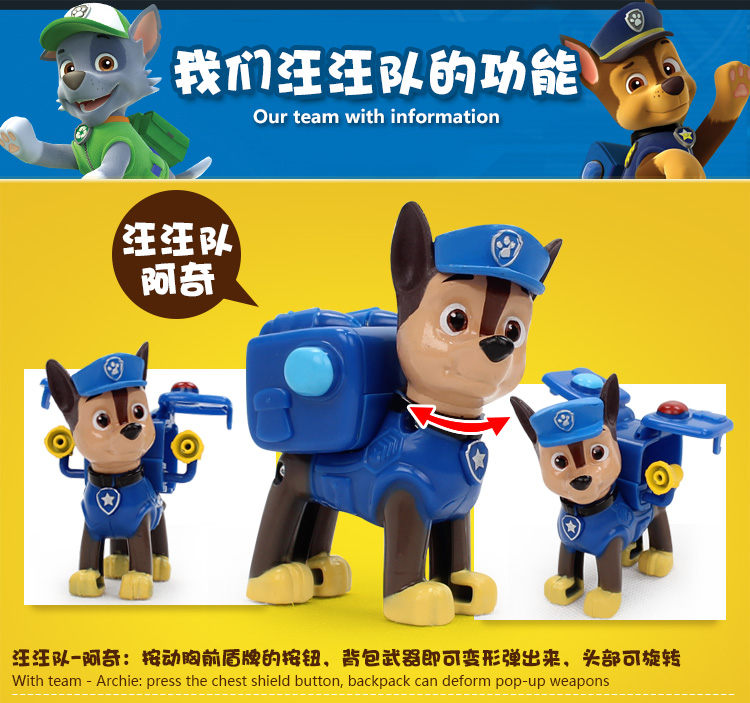 我们汪汪队的功能
Our team with information
汪汪队
阿奇
汪汪队-阿奇：按动胸前盾牌的按钮，背包武器即可变形弹出来，头部可旋转
With team - Archie: press the chest shield button, backpack can deform pop-up weapons